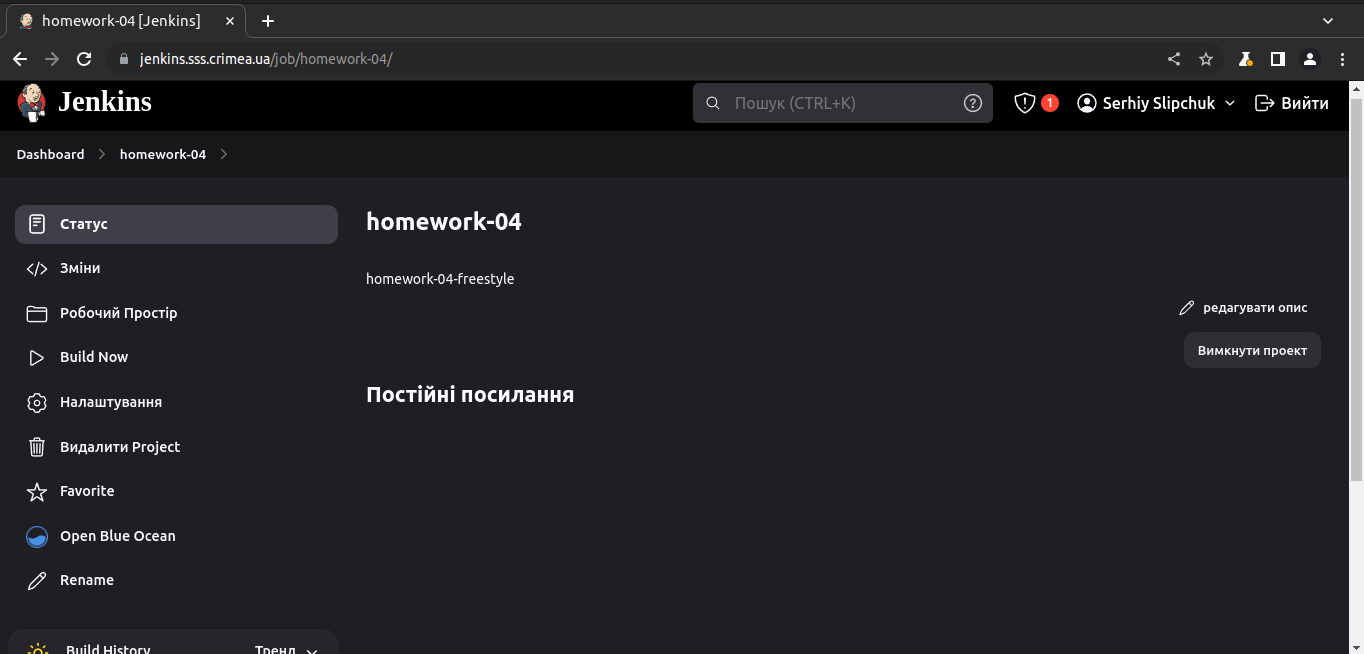 homework-04 [Jenkins]
jenkins.sss.crimea.ua/job/homework-04/
Jenkins
Пошук (CTRL+K)
1
Serhiy Slipchuk
Вийти
Dashboard
homework-04
Статус
Зміни
Робочий Простір
Build Now
Налаштування
Видалити Project
Favorite
Open Blue Ocean
Rename
Build History
Тренд
homework-04
homework-04-freestyle
редагувати опис
Вимкнути проект
Постійні посилання